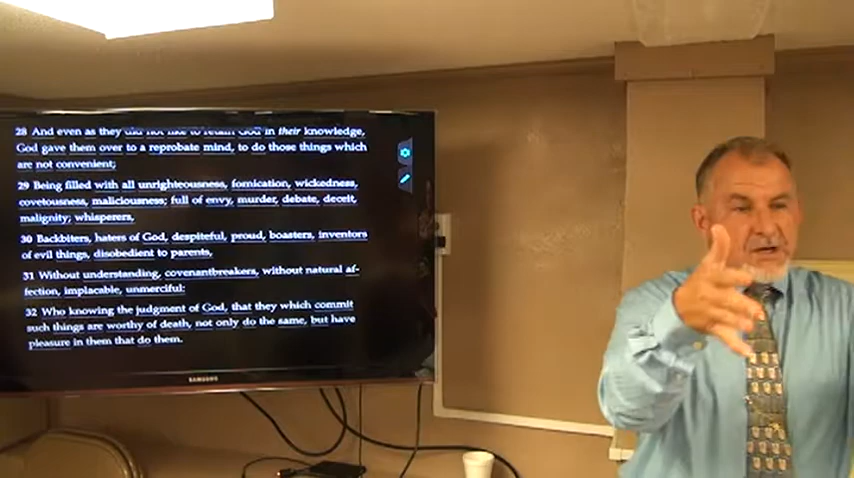 28 And even as they did not like to retain God in their knowledge,
God gave them over to a reprobate mind, to do those things which
are not convenient;
29 Being filled with all unrighteousness, fornication, wickedness,
covetousness, maliciousness; full of envy, murder, debate, deceit,
malignity; whisperers,
30 Backbiters, haters of God, despiteful, proud, boasters, inventors
of evil things, disobedient to parents,
31 Without understanding, covenantbreakers, without natural af-
fection, implacable, unmerciful:
32 Who knowing the judgment of God, that they which commit
such things are worthy of death, not only do the same, but have
pleasure in them that do them.
SAMSUNG